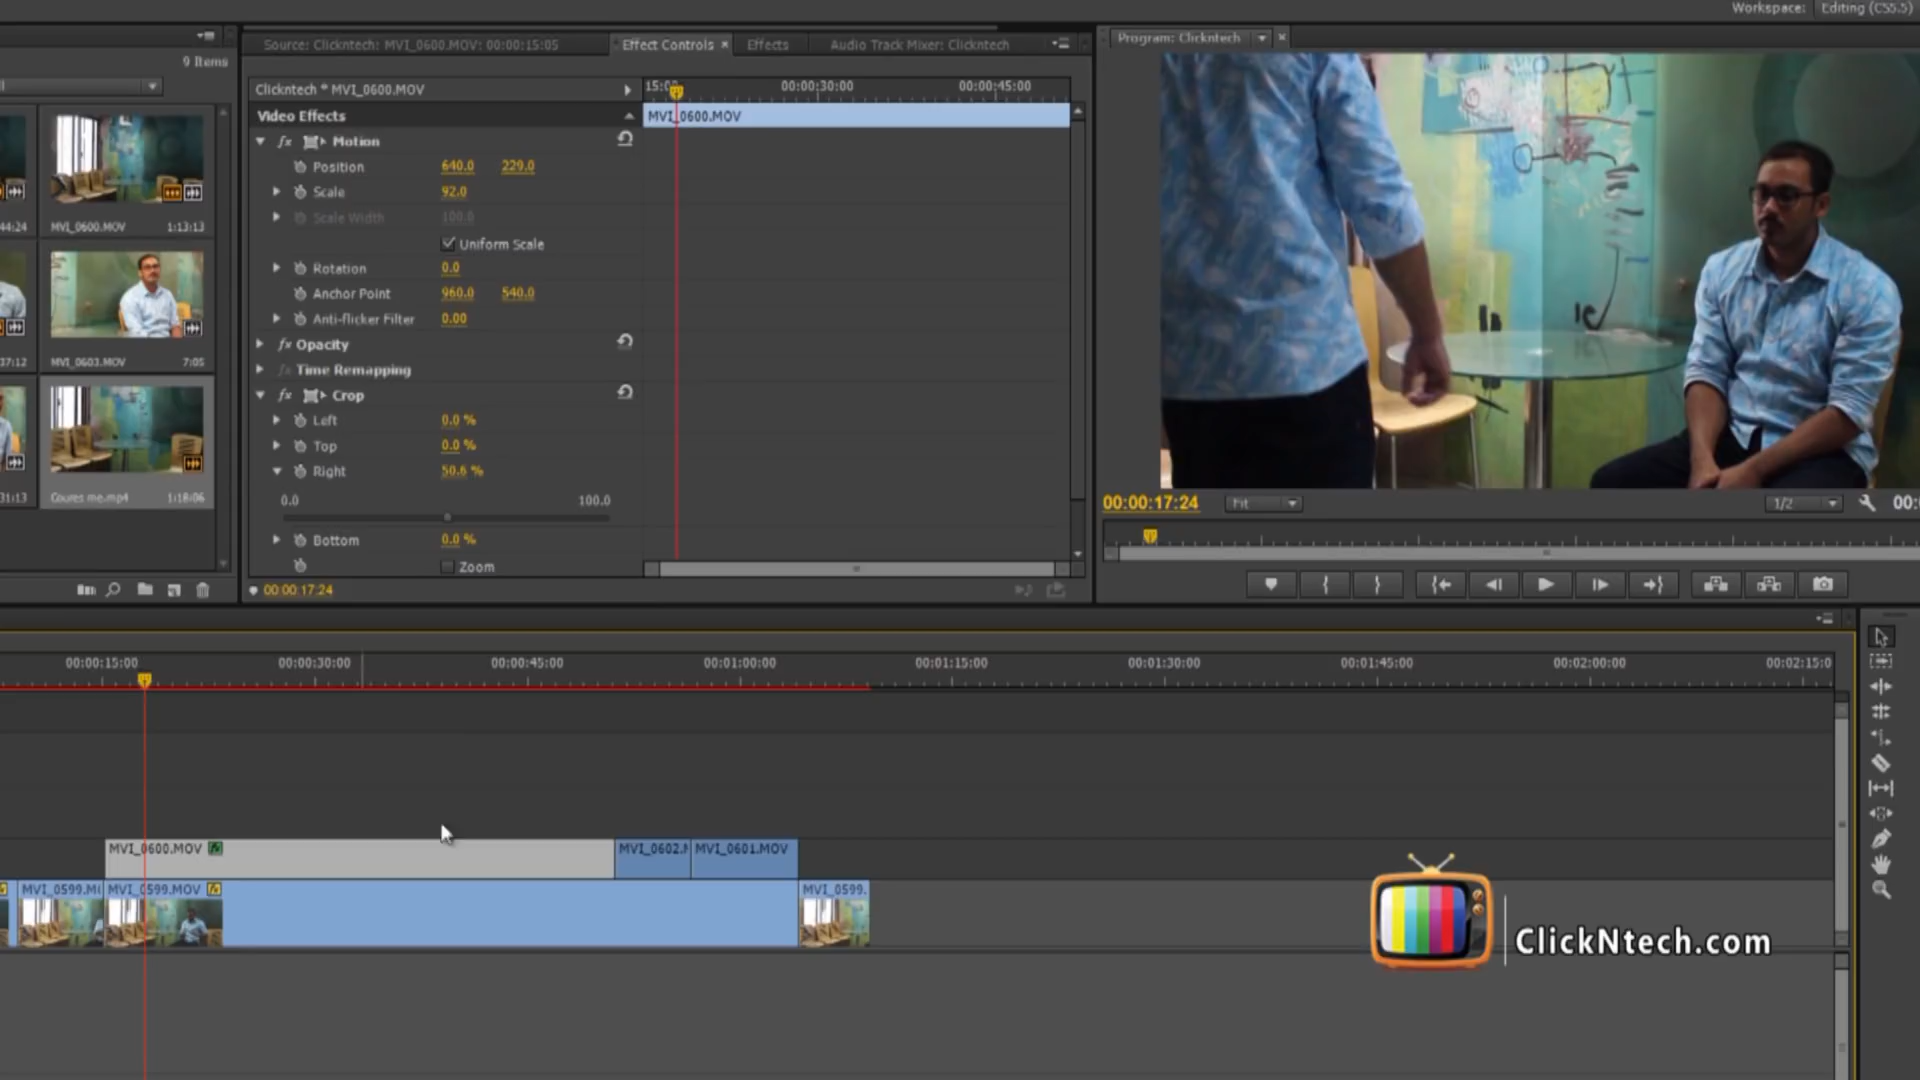 Workspace: Editing (CS5.5)
9 Items
44:24
MVI_0600.MOV 1:13:13
37:12
MVI_0603.MOV 7:05
31:13
Coures me.mp4 1:18:06
Source: Clickntech: MVI_0600.MOV: 00:00:15:05
Effect Controls
Effects
Audio Track Mixer: Clickntech
Clickntech * MVI_0600.MOV
Video Effects
fx Motion
Position 640.0 229.0
Scale 92.0
Scale Width 100.0
Uniform Scale
Rotation 0.0
Anchor Point 960.0 540.0
Anti-flicker Filter 0.00
fx Opacity
fx Time Remapping
fx Crop
Left 0.0 %
Top 0.0 %
Right 50.6 %
0.0 100.0
Bottom 0.0 %
Zoom
00:00:17:24
00:00:30:00 00:00:45:00
MVI_0600.MOV
Program: Clickntech
00:00:17:24 Fit 1/2 00:
00:00:15:00 00:00:30:00 00:00:45:00 00:01:00:00 00:01:15:00 00:01:30:00 00:01:45:00 00:02:00:00 00:02:15:0
MVI_0600.MOV MVI_0602.M MVI_0601.MOV
MVI_0599.M MVI_0599.MOV MVI_0599.
ClickNtech.com